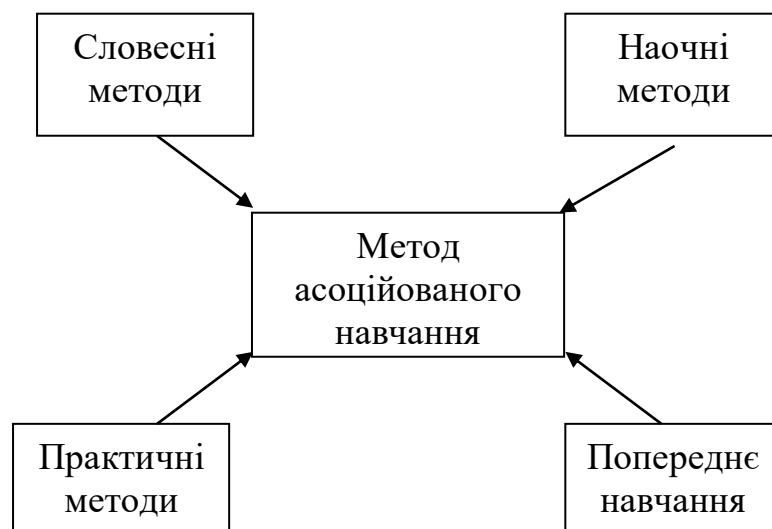 Словесні
методи
Наочні
методи
Метод
асоційованого
навчання
Практичні
методи
Попереднє
навчання